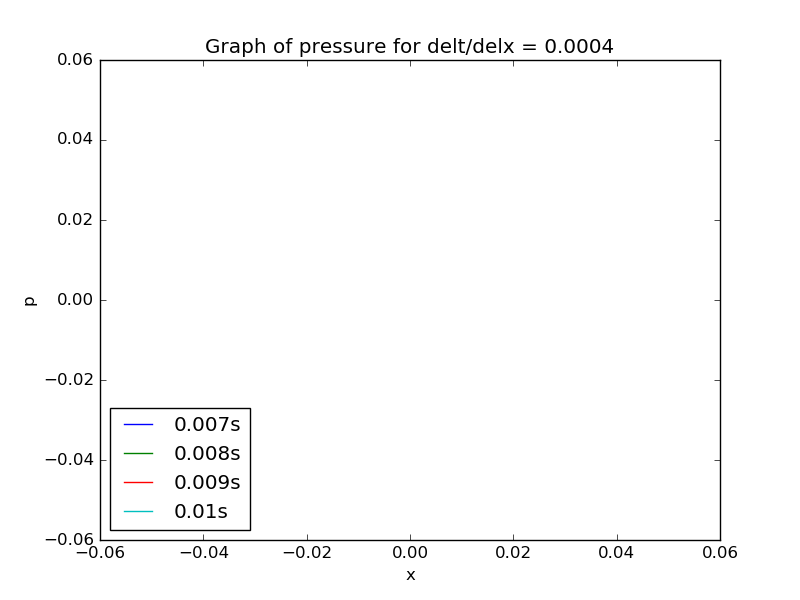 Graph of pressure for delt/delx = 0.0004
0.06
0.04
0.02
0.00
−0.02
−0.04
−0.06
p
0.007s
0.008s
0.009s
0.01s
−0.06 −0.04 −0.02 0.00 0.02 0.04 0.06
x